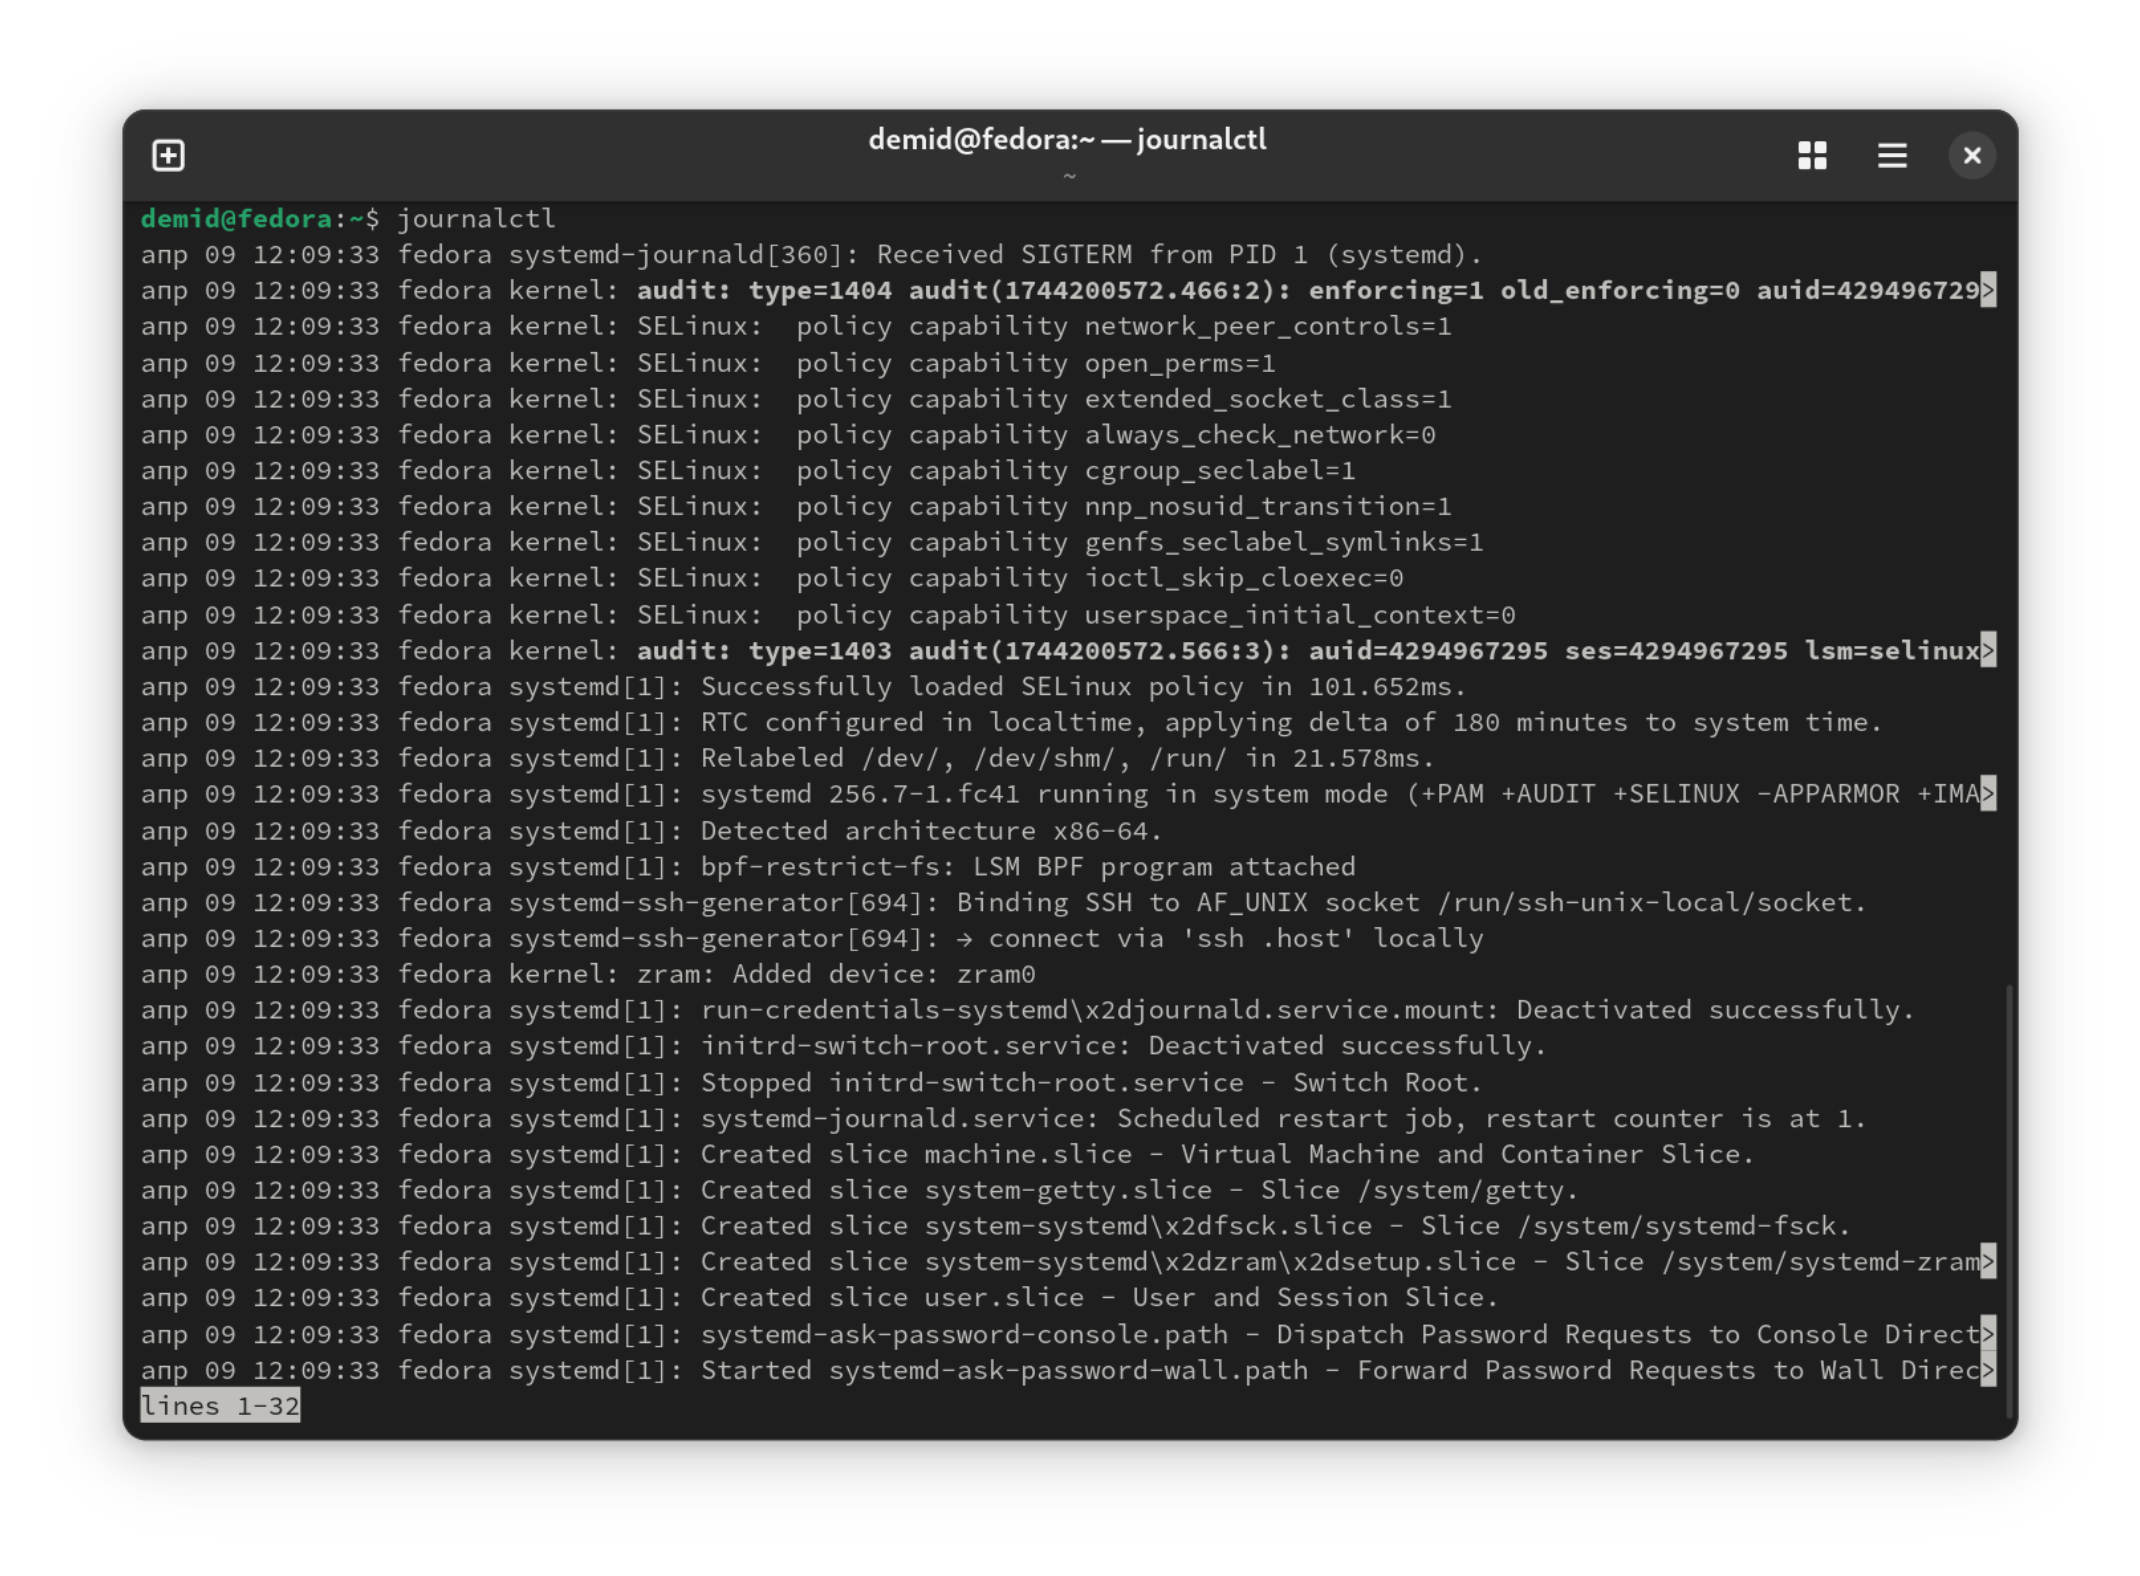 demid@fedora:~ — journalctl
~
demid@fedora:~$ journalctl
апр 09 12:09:33 fedora systemd-journald[360]: Received SIGTERM from PID 1 (systemd).
апр 09 12:09:33 fedora kernel: audit: type=1404 audit(1744200572.466:2): enforcing=1 old_enforcing=0 auid=429496729>
апр 09 12:09:33 fedora kernel: SELinux:  policy capability network_peer_controls=1
апр 09 12:09:33 fedora kernel: SELinux:  policy capability open_perms=1
апр 09 12:09:33 fedora kernel: SELinux:  policy capability extended_socket_class=1
апр 09 12:09:33 fedora kernel: SELinux:  policy capability always_check_network=0
апр 09 12:09:33 fedora kernel: SELinux:  policy capability cgroup_seclabel=1
апр 09 12:09:33 fedora kernel: SELinux:  policy capability nnp_nosuid_transition=1
апр 09 12:09:33 fedora kernel: SELinux:  policy capability genfs_seclabel_symlinks=1
апр 09 12:09:33 fedora kernel: SELinux:  policy capability ioctl_skip_cloexec=0
апр 09 12:09:33 fedora kernel: SELinux:  policy capability userspace_initial_context=0
апр 09 12:09:33 fedora kernel: audit: type=1403 audit(1744200572.566:3): auid=4294967295 ses=4294967295 lsm=selinux>
апр 09 12:09:33 fedora systemd[1]: Successfully loaded SELinux policy in 101.652ms.
апр 09 12:09:33 fedora systemd[1]: RTC configured in localtime, applying delta of 180 minutes to system time.
апр 09 12:09:33 fedora systemd[1]: Relabeled /dev/, /dev/shm/, /run/ in 21.578ms.
апр 09 12:09:33 fedora systemd[1]: systemd 256.7-1.fc41 running in system mode (+PAM +AUDIT +SELINUX -APPARMOR +IMA>
апр 09 12:09:33 fedora systemd[1]: Detected architecture x86-64.
апр 09 12:09:33 fedora systemd[1]: bpf-restrict-fs: LSM BPF program attached
апр 09 12:09:33 fedora systemd-ssh-generator[694]: Binding SSH to AF_UNIX socket /run/ssh-unix-local/socket.
апр 09 12:09:33 fedora systemd-ssh-generator[694]: → connect via 'ssh .host' locally
апр 09 12:09:33 fedora kernel: zram: Added device: zram0
апр 09 12:09:33 fedora systemd[1]: run-credentials-systemd\x2djournald.service.mount: Deactivated successfully.
апр 09 12:09:33 fedora systemd[1]: initrd-switch-root.service: Deactivated successfully.
апр 09 12:09:33 fedora systemd[1]: Stopped initrd-switch-root.service - Switch Root.
апр 09 12:09:33 fedora systemd[1]: systemd-journald.service: Scheduled restart job, restart counter is at 1.
апр 09 12:09:33 fedora systemd[1]: Created slice machine.slice - Virtual Machine and Container Slice.
апр 09 12:09:33 fedora systemd[1]: Created slice system-getty.slice - Slice /system/getty.
апр 09 12:09:33 fedora systemd[1]: Created slice system-systemd\x2dfsck.slice - Slice /system/systemd-fsck.
апр 09 12:09:33 fedora systemd[1]: Created slice system-systemd\x2dzram\x2dsetup.slice - Slice /system/systemd-zram>
апр 09 12:09:33 fedora systemd[1]: Created slice user.slice - User and Session Slice.
апр 09 12:09:33 fedora systemd[1]: systemd-ask-password-console.path - Dispatch Password Requests to Console Direct>
апр 09 12:09:33 fedora systemd[1]: Started systemd-ask-password-wall.path - Forward Password Requests to Wall Direc>
lines 1-32